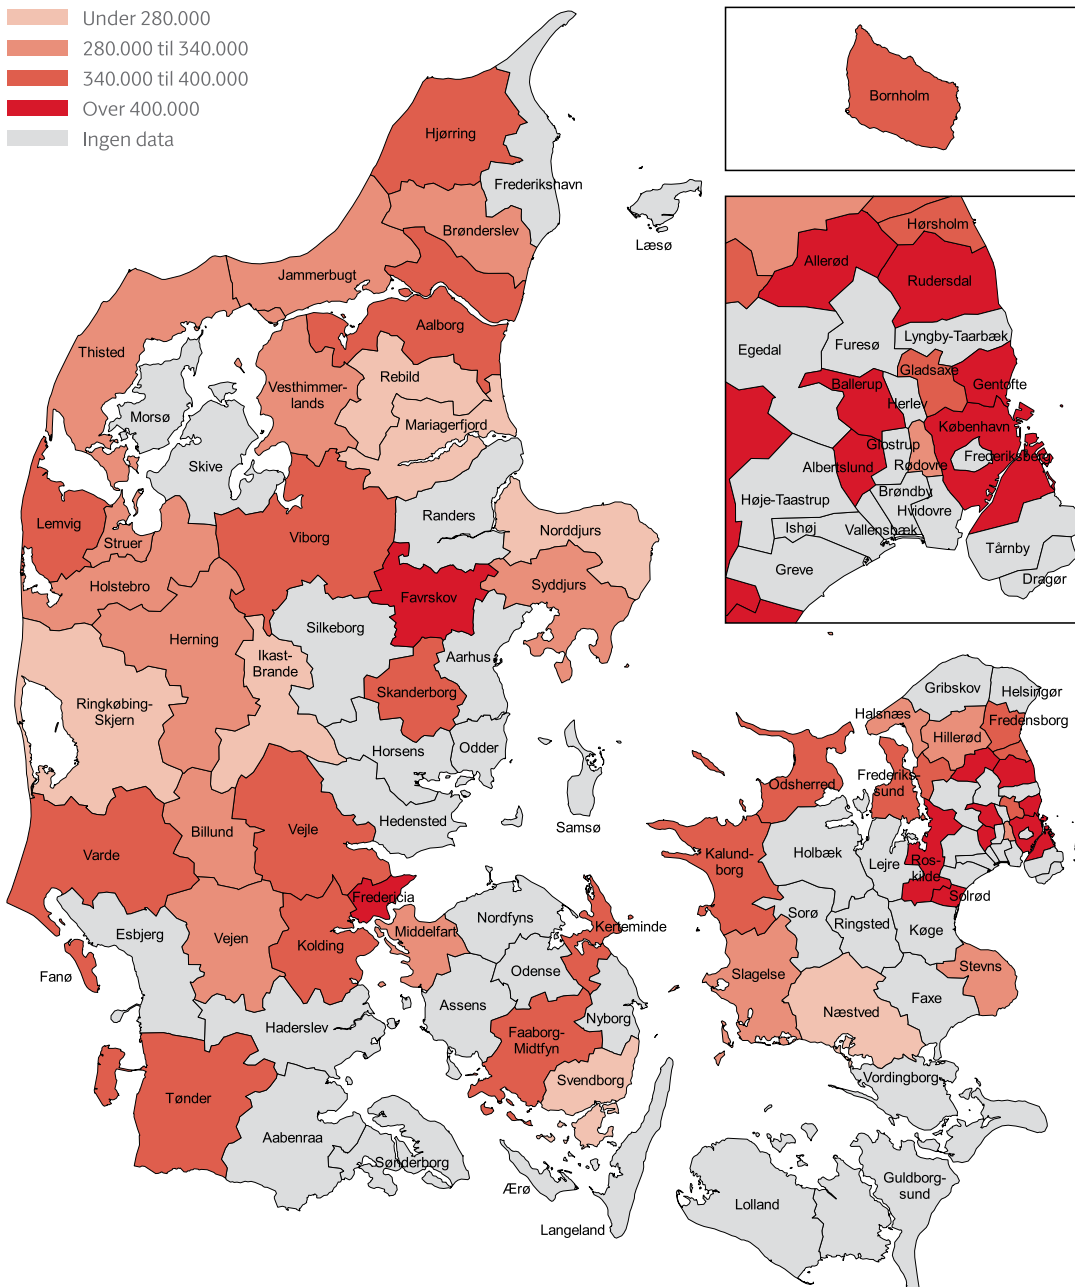 Under 280.000
280.000 til 340.000
340.000 til 400.000
Over 400.000
Ingen data
Bornholm
Hjørring
Frederikshavn
Læsø
Brønderslev
Jammerbugt
Aalborg
Thisted
Vesthimmer-
lands
Rebild
Morsø
Mariagerfjord
Skive
Randers
Lemvig
Struer
Viborg
Norddjurs
Holstebro
Syddjurs
Favrskov
Silkeborg
Herning
Ikast-
Brande
Aarhus
Skanderborg
Ringkøbing-
Skjern
Horsens
Odder
Hedensted
Samsø
Billund
Vejle
Varde
Fredericia
Esbjerg
Vejen
Kolding
Middelfart
Nordfyns
Kerteminde
Fanø
Odense
Assens
Nyborg
Haderslev
Faaborg-
Midtfyn
Svendborg
Tønder
Aabenraa
Sønderborg
Ærø
Langeland
Hørsholm
Allerød
Rudersdal
Egedal
Furesø
Lyngby-Taarbæk
Gladsaxe
Ballerup
Gentofte
Herlev
København
Glostrup
Frederiksberg
Albertslund
Rødovre
Høje-Taastrup
Brøndby
Hvidovre
Ishøj
Vallensbæk
Greve
Tårnby
Dragør
Gribskov
Helsingør
Halsnæs
Fredensborg
Hillerød
Odsherred
Frederiks-
sund
Kalund-
borg
Holbæk
Lejre
Ros-
kilde
Solrød
Sorø
Ringsted
Køge
Slagelse
Stevns
Næstved
Faxe
Vordingborg
Lolland
Guldborg-
sund